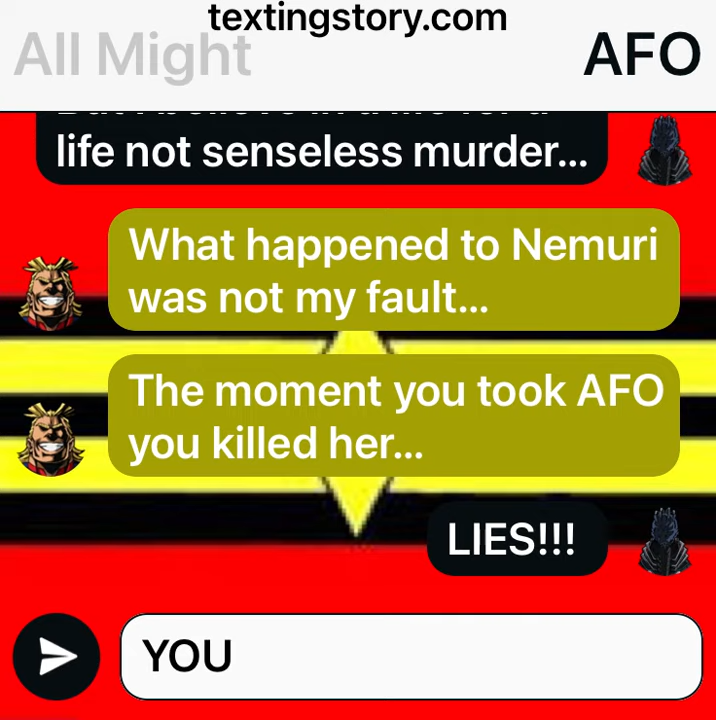 textingstory.com
All Might
AFO
life not senseless murder...
What happened to Nemuri
was not my fault...
The moment you took AFO
you killed her...
LIES!!!
YOU